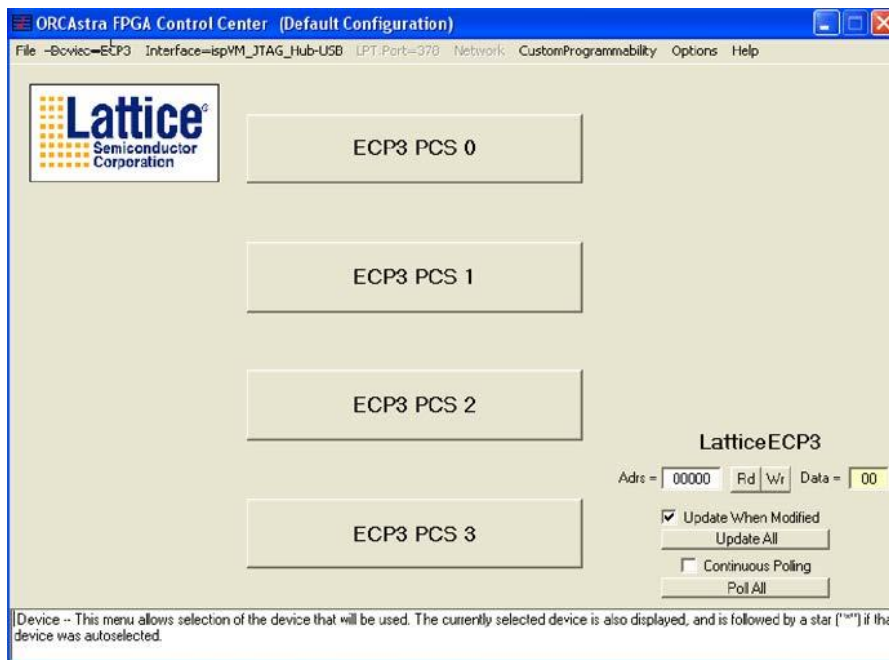 ORCAstra FPGA Control Center (Default Configuration)
File Device=ECP3 Interface=ispVM_JTAG_Hub-USB LPT Port=378 Network CustomProgrammability Options Help
Lattice
Semiconductor
Corporation
ECP3 PCS 0
ECP3 PCS 1
ECP3 PCS 2
ECP3 PCS 3
LatticeECP3
Adrs = 00000 Rd Wr Data = 00
Update When Modified
Update All
Continuous Poling
Poll All
Device -- This menu allows selection of the device that will be used. The currently selected device is also displayed, and is followed by a star ("*") if tha
device was autoselected.